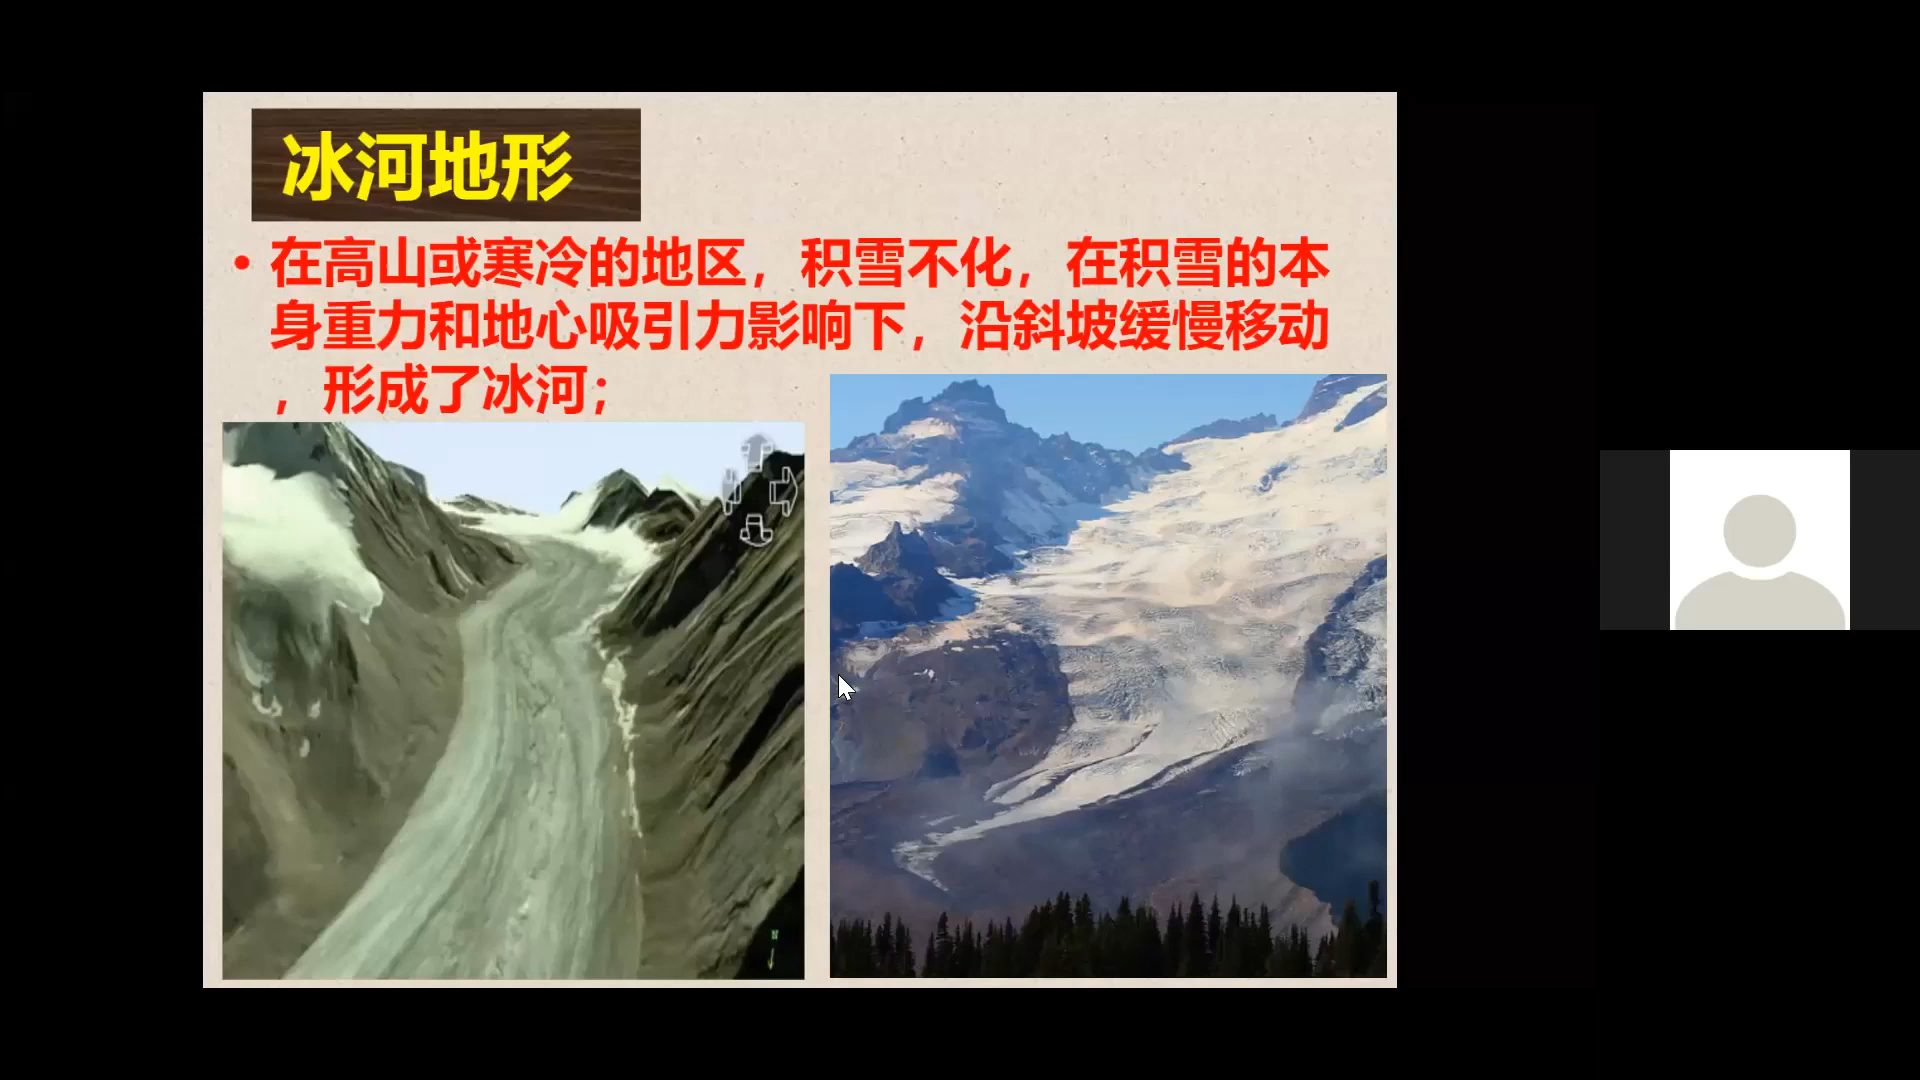 冰河地形
• 在高山或寒冷的地区，积雪不化，在积雪的本
身重力和地心吸引力影响下，沿斜坡缓慢移动
，形成了冰河；
N